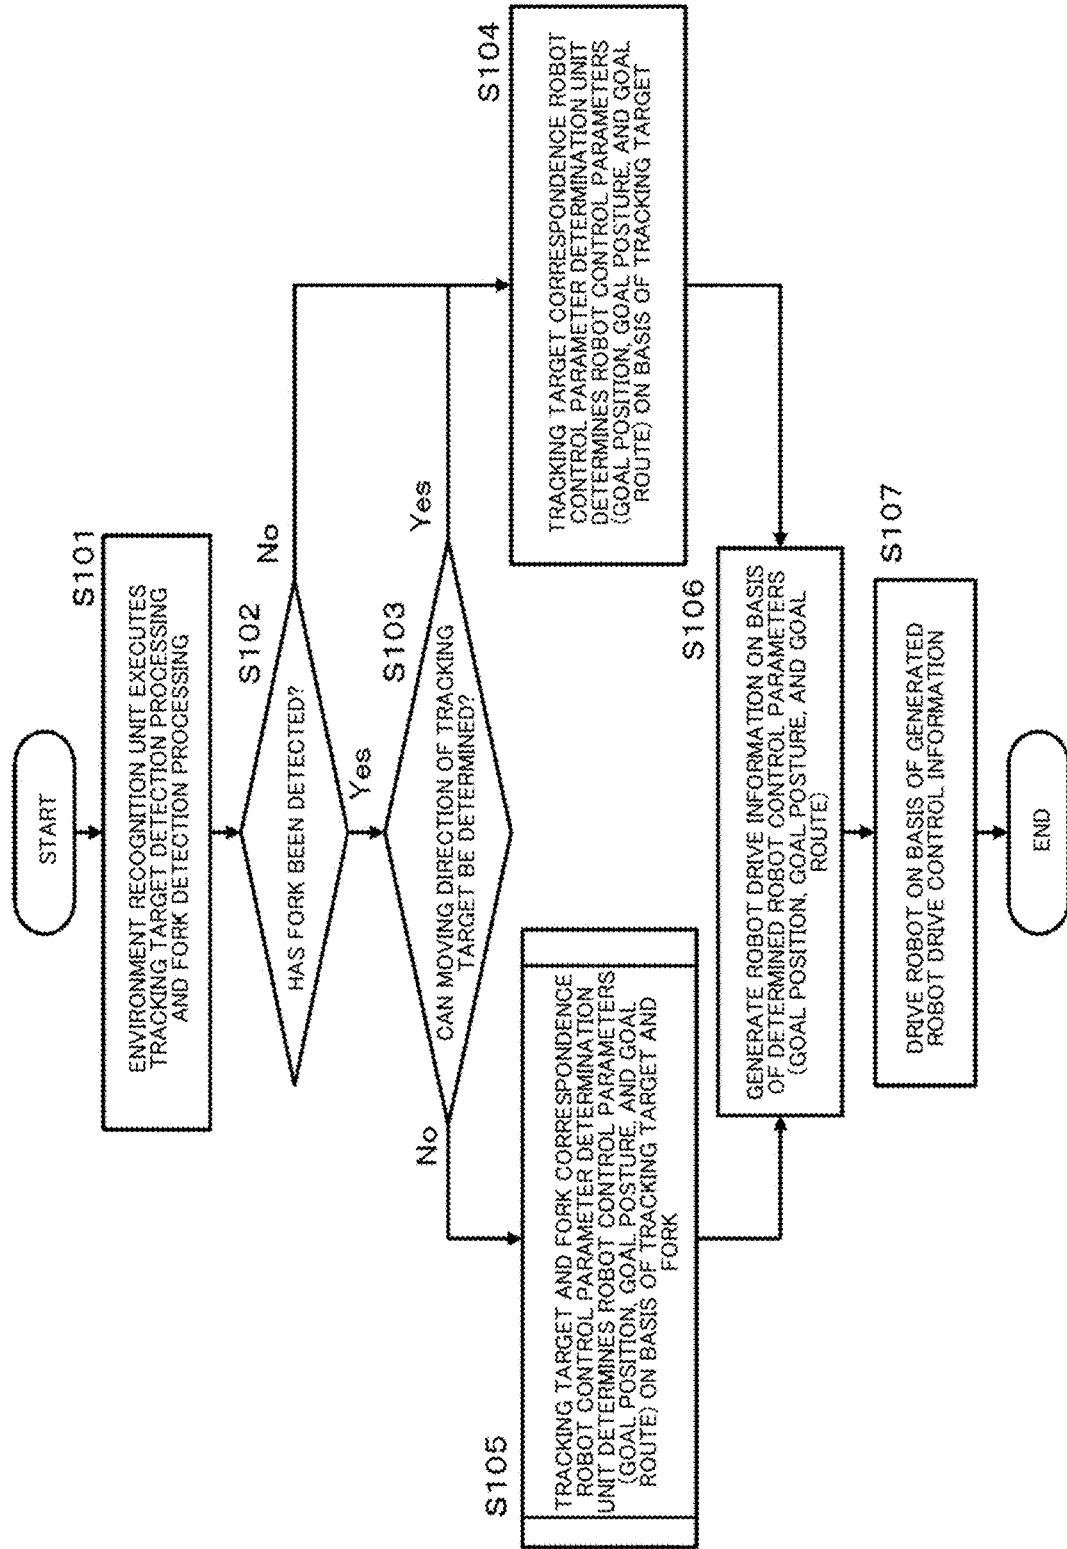 START
S101
ENVIRONMENT RECOGNITION UNIT EXECUTES
TRACKING TARGET DETECTION PROCESSING
AND FORK DETECTION PROCESSING
S102
HAS FORK BEEN DETECTED?
No
Yes
S103
CAN MOVING DIRECTION OF TRACKING
TARGET BE DETERMINED?
Yes
No
S104
TRACKING TARGET CORRESPONDENCE ROBOT
CONTROL PARAMETER DETERMINATION UNIT
DETERMINES ROBOT CONTROL PARAMETERS
(GOAL POSITION, GOAL POSTURE, AND GOAL
ROUTE) ON BASIS OF TRACKING TARGET
S105
TRACKING TARGET AND FORK CORRESPONDENCE
ROBOT CONTROL PARAMETER DETERMINATION
UNIT DETERMINES ROBOT CONTROL PARAMETERS
(GOAL POSITION, GOAL POSTURE, AND GOAL
ROUTE) ON BASIS OF TRACKING TARGET AND
FORK
S106
GENERATE ROBOT DRIVE INFORMATION ON BASIS
OF DETERMINED ROBOT CONTROL PARAMETERS
(GOAL POSITION, GOAL POSTURE, AND GOAL
ROUTE)
S107
DRIVE ROBOT ON BASIS OF GENERATED
ROBOT DRIVE CONTROL INFORMATION
END